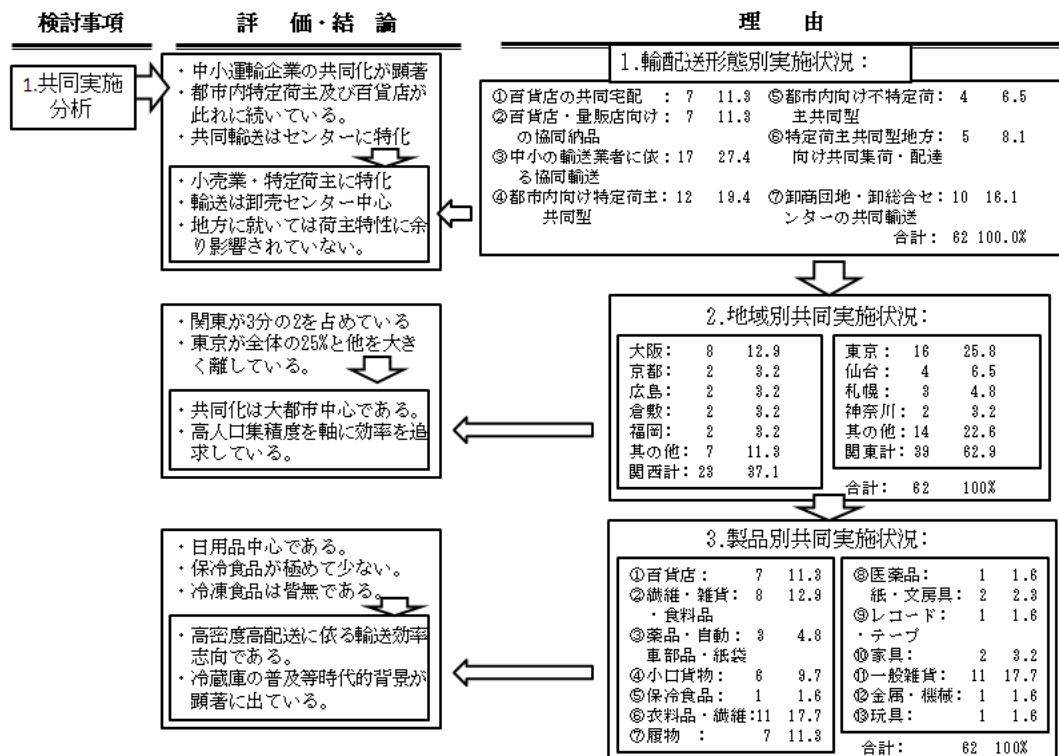 検討事項
評 価・結 論
理 由
1.共同実施
分析
・中小運輸企業の共同化が顕著
・都市内特定荷主及び百貨店が
此れに続いている。
・共同輸送はセンターに特化
・小売業・特定荷主に特化
・輸送は卸売センター中心
・地方に就いては荷主特性に余
り影響されていない。
1.輸配送形態別実施状況：
①百貨店の共同宅配 : 7 11.3
②百貨店・量販店向け : 7 11.3
の協同納品
③中小の輸送業者に依 : 17 27.4
る協同輸送
④都市内向け特定荷主: 12 19.4
共同型
⑤都市内向け不特定荷 : 4 6.5
主共同型
⑥特定荷主共同型地方 : 5 8.1
向け共同集荷・配達
⑦卸商団地・卸総合セ : 10 16.1
ンターの共同輸送
合計： 62 100.0%
・関東が3分の2を占めている
・東京が全体の25%と他を大き
く離している。
・共同化は大都市中心である。
・高人口集積度を軸に効率を追
求している。
2.地域別共同実施状況：
大阪： 8 12.9
京都： 2 3.2
広島： 2 3.2
倉敷： 2 3.2
福岡： 2 3.2
其の他： 7 11.3
関西計： 23 37.1
東京： 16 25.8
仙台： 4 6.5
札幌： 3 4.8
神奈川： 2 3.2
其の他： 14 22.6
関東計： 39 62.9
合計： 62 100%
・日用品中心である。
・保冷食品が極めて少ない。
・冷凍食品は皆無である。
・高密度高配送に依る輸送効率
志向である。
・冷蔵庫の普及等時代的背景が
顕著に出ている。
3.製品別共同実施状況：
①百貨店： 7 11.3
②繊維・雑貨： 8 12.9
・食料品
③薬品・自動： 3 4.8
車部品・紙袋
④小口貨物： 6 9.7
⑤保冷食品： 1 1.6
⑥衣料品・繊維:11 17.7
⑦履物 ： 7 11.3
⑧医薬品： 1 1.6
紙・文房具： 2 2.3
⑨レコード： 1 1.6
・テープ
⑩家具： 2 3.2
⑪一般雑貨： 11 17.7
⑫金属・機械： 1 1.6
⑬玩具： 1 1.6
合計： 62 100%